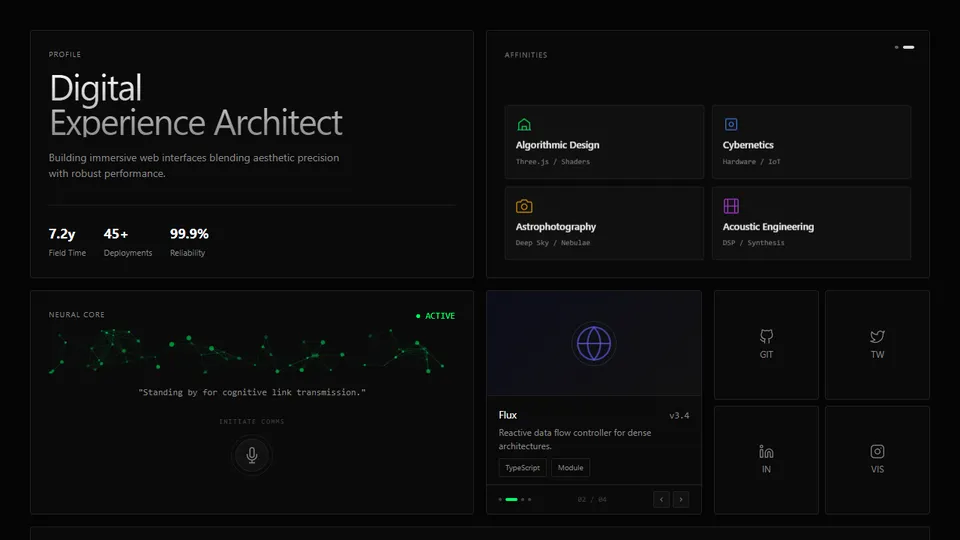 PROFILE
Digital
Experience Architect
Building immersive web interfaces blending aesthetic precision
with robust performance.
7.2y
Field Time
45+
Deployments
99.9%
Reliability
AFFINITIES
Algorithmic Design
Three.js / Shaders
Cybernetics
Hardware / IoT
Astrophotography
Deep Sky / Nebulae
Acoustic Engineering
DSP / Synthesis
NEURAL CORE
ACTIVE
"Standing by for cognitive link transmission."
INITIATE COMMS
Flux
v3.4
Reactive data flow controller for dense
architectures.
TypeScript
Module
02 / 04
GIT
TW
IN
VIS